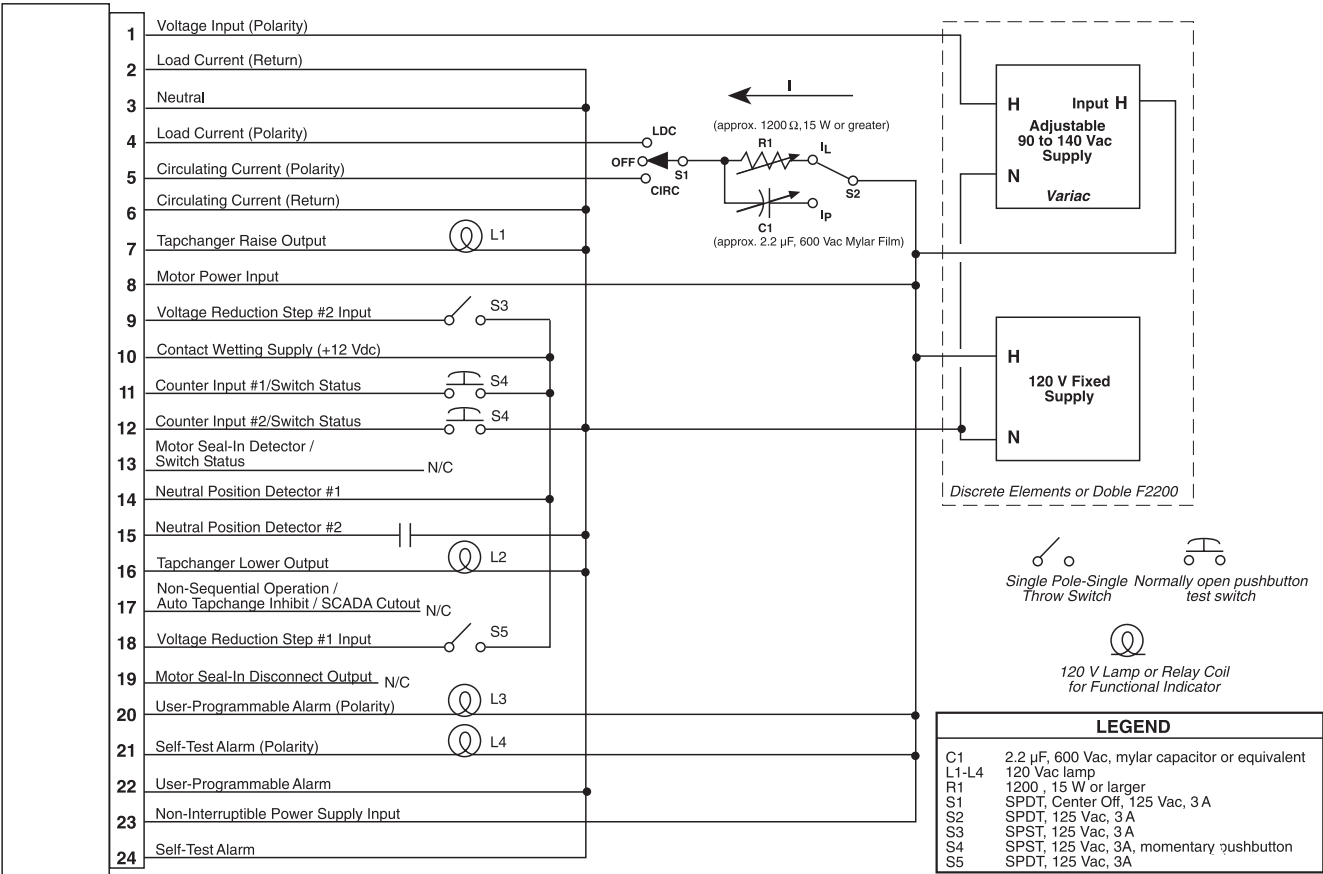 1 Voltage Input (Polarity)
2 Load Current (Return)
3 Neutral
4 Load Current (Polarity)
5 Circulating Current (Polarity)
6 Circulating Current (Return)
7 Tapchanger Raise Output
L1
8 Motor Power Input
9 Voltage Reduction Step #2 Input
S3
10 Contact Wetting Supply (+12 Vdc)
11 Counter Input #1/Switch Status
S4
12 Counter Input #2/Switch Status
S4
13 Motor Seal-In Detector /
Switch Status
N/C
14 Neutral Position Detector #1
15 Neutral Position Detector #2
16 Tapchanger Lower Output
L2
17 Non-Sequential Operation /
Auto Tapchange Inhibit / SCADA Cutout
N/C
18 Voltage Reduction Step #1 Input
S5
19 Motor Seal-In Disconnect Output
N/C
20 User-Programmable Alarm (Polarity)
L3
21 Self-Test Alarm (Polarity)
L4
22 User-Programmable Alarm
23 Non-Interruptible Power Supply Input
24 Self-Test Alarm
I
(approx. 1200 Ω, 15 W or greater)
LDC
R1
IL
OFF
S1
CIRC
S2
IP
C1
(approx. 2.2 µF, 600 Vac Mylar Film)
H
Input H
Adjustable
90 to 140 Vac
Supply
N
Variac
H
120 V Fixed
Supply
N
Discrete Elements or Doble F2200
Single Pole-Single
Throw Switch
Normally open pushbutton
test switch
120 V Lamp or Relay Coil
for Functional Indicator
LEGEND
C1 2.2 µF, 600 Vac, mylar capacitor or equivalent
L1-L4 120 Vac lamp
R1 1200 , 15 W or larger
S1 SPDT, Center Off, 125 Vac, 3 A
S2 SPDT, 125 Vac, 3 A
S3 SPST, 125 Vac, 3 A
S4 SPST, 125 Vac, 3A, momentary pushbutton
S5 SPDT, 125 Vac, 3A